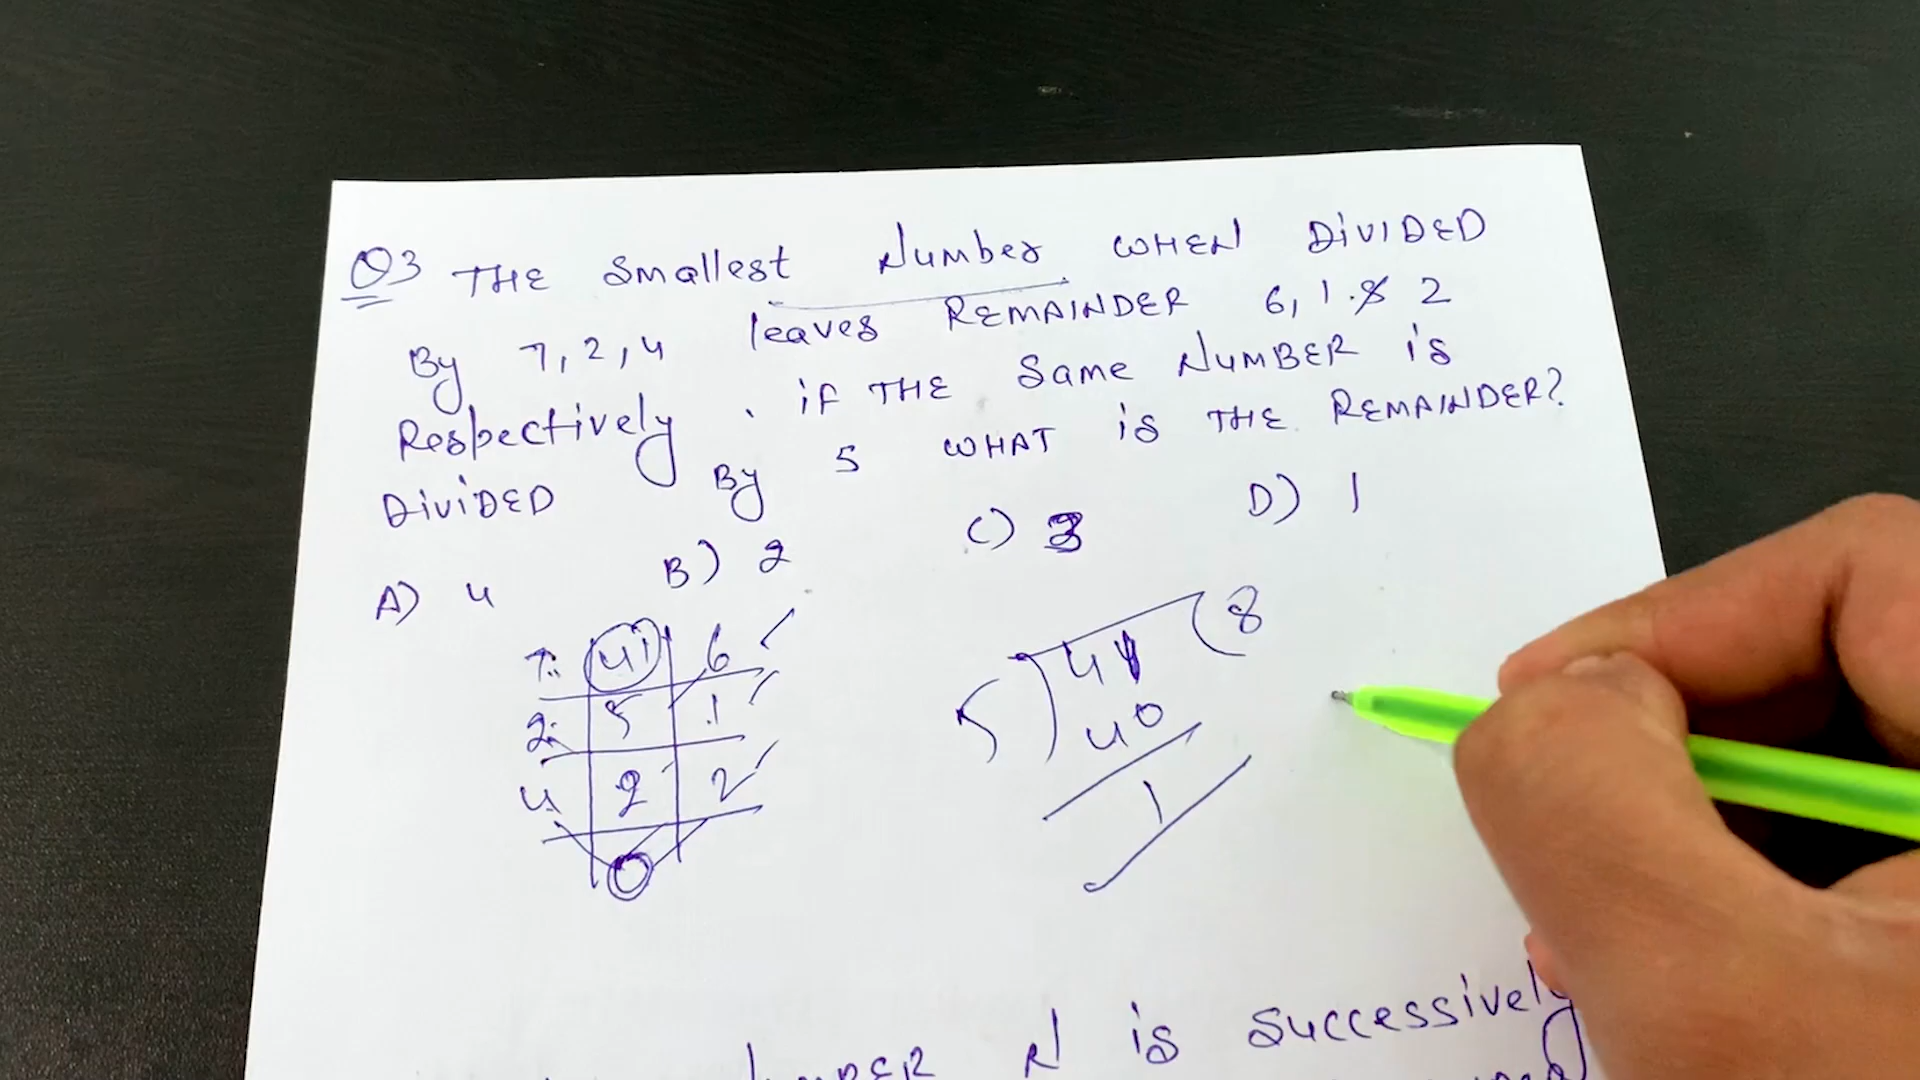 Q3 THE Smallest Number WHEN DiVIDED
By 7, 2, 4 leaves REMAINDER 6, 1 & 2
Respectively. if THE Same NUMBER is
DiviDED By 5 WHAT is THE REMAINDER?
A) 4 B) 2 C) 3 D) 1
7: 41 6
2: 5 1
4: 2 2
0
5) 41 (8
40
1
N is successively